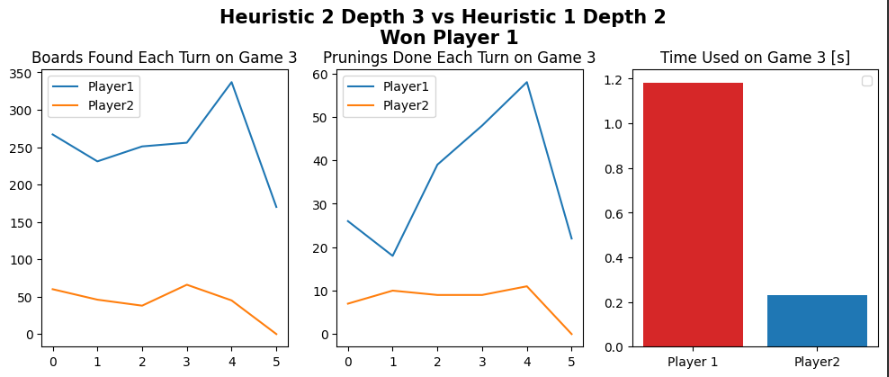 Heuristic 2 Depth 3 vs Heuristic 1 Depth 2
Won Player 1
Boards Found Each Turn on Game 3
350
300
250
200
150
100
50
0
0 1 2 3 4 5
Player1
Player2
Prunings Done Each Turn on Game 3
60
50
40
30
20
10
0
0 1 2 3 4 5
Player1
Player2
Time Used on Game 3 [s]
1.2
1.0
0.8
0.6
0.4
0.2
0.0
Player 1 Player2